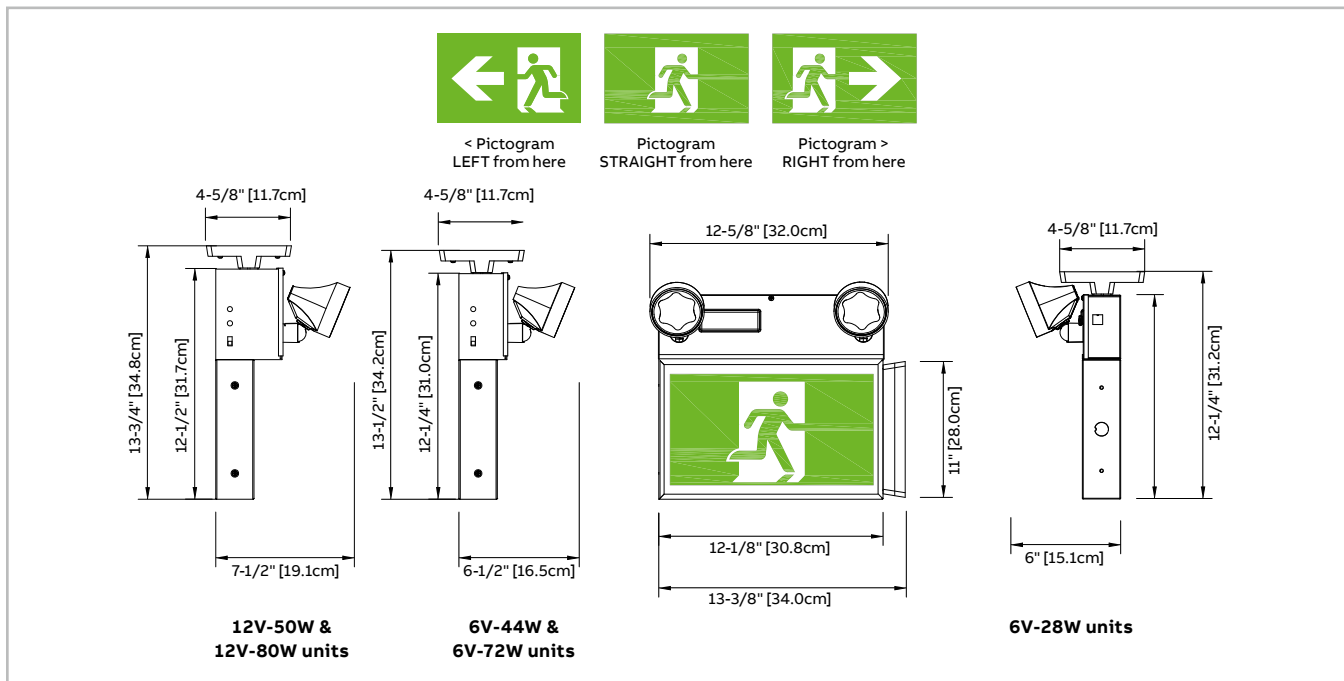 < Pictogram
LEFT from here
Pictogram
STRAIGHT from here
Pictogram >
RIGHT from here
4-5/8" [11.7cm]
13-3/4" [34.8cm]
12-1/2" [31.7cm]
7-1/2" [19.1cm]
12V-50W &
12V-80W units
4-5/8" [11.7cm]
13-1/2" [34.2cm]
12-1/4" [31.0cm]
6-1/2" [16.5cm]
6V-44W &
6V-72W units
12-5/8" [32.0cm]
11" [28.0cm]
12-1/8" [30.8cm]
13-3/8" [34.0cm]
4-5/8" [11.7cm]
12-1/4" [31.2cm]
6" [15.1cm]
6V-28W units